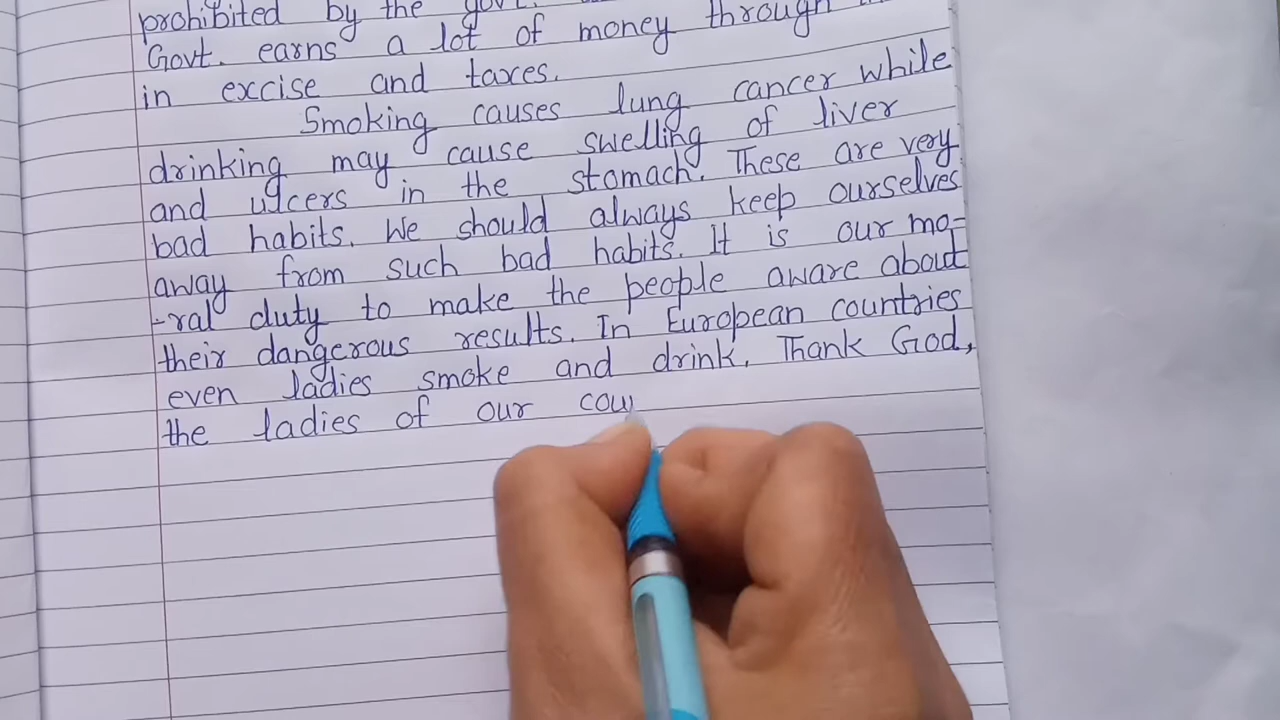 prohibited by the govt.
Govt. earns a lot of money through
in excise and taxes.
Smoking causes lung cancer while
drinking may cause swelling of liver
and ulcers in the stomach. These are very
bad habits. We should always keep ourselves
away from such bad habits. It is our mo-
-ral duty to make the people aware about
their dangerous results. In European countries
even ladies smoke and drink. Thank God,
the ladies of our cou